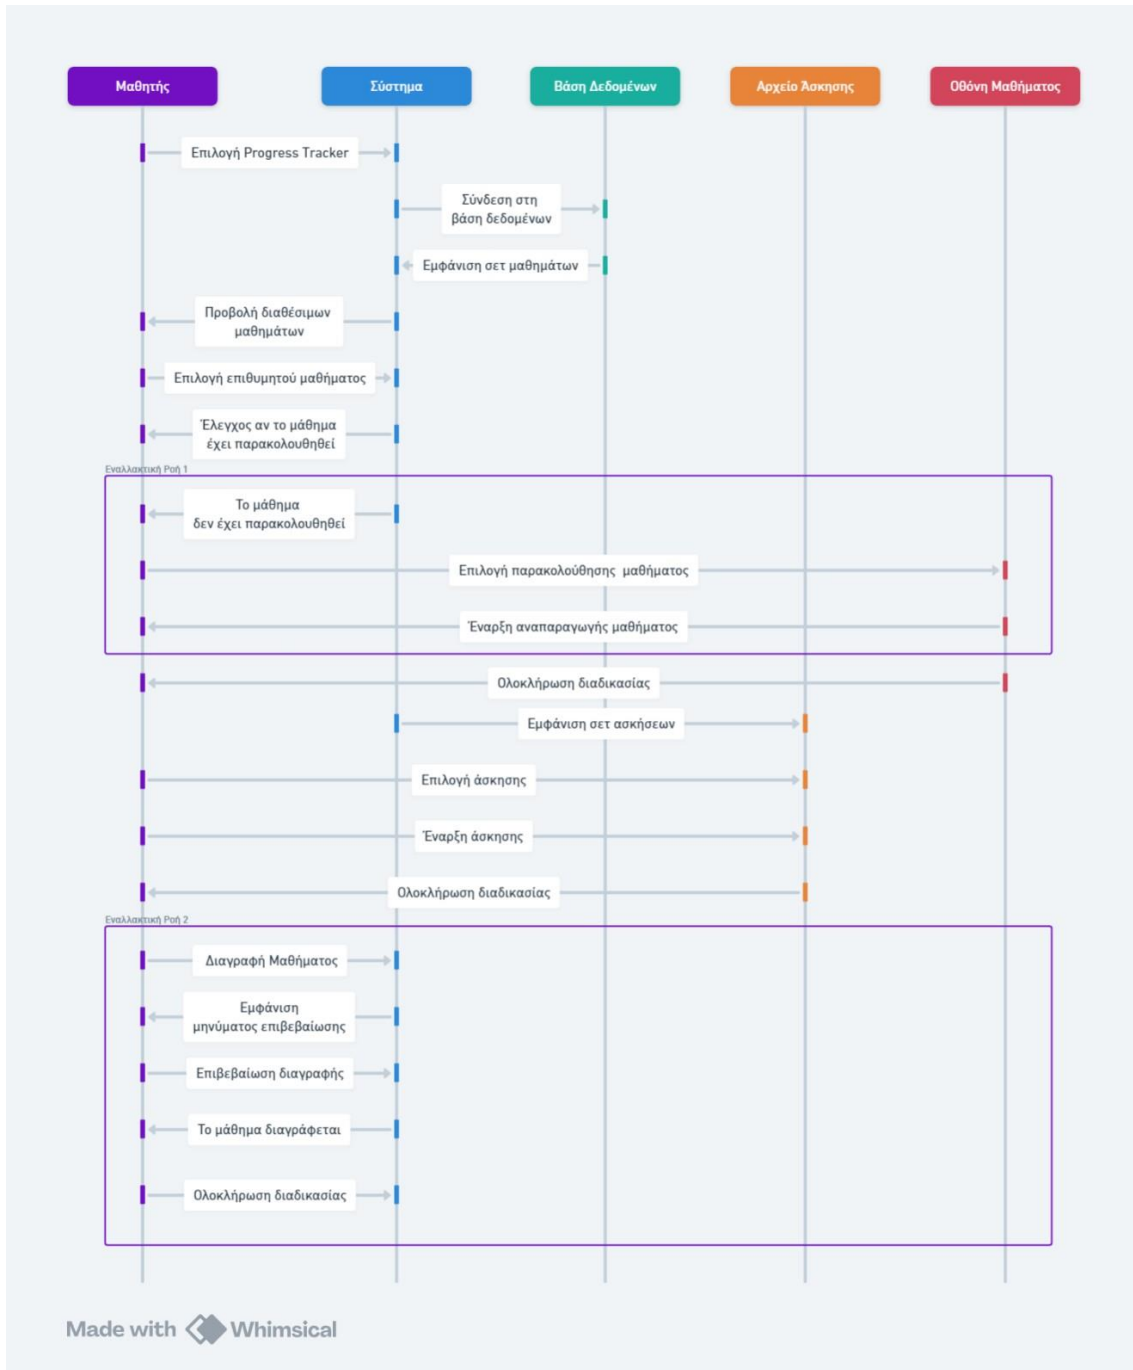 Μαθητής
Σύστημα
Βάση Δεδομένων
Αρχείο Άσκησης
Οθόνη Μαθήματος
Επιλογή Progress Tracker
Σύνδεση στη
βάση δεδομένων
Εμφάνιση σετ μαθημάτων
Προβολή διαθέσιμων
μαθημάτων
Επιλογή επιθυμητού μαθήματος
Έλεγχος αν το μάθημα
έχει παρακολουθηθεί
Εναλλακτική Ροή 1
Το μάθημα
δεν έχει παρακολουθηθεί
Επιλογή παρακολούθησης μαθήματος
Έναρξη αναπαραγωγής μαθήματος
Ολοκλήρωση διαδικασίας
Εμφάνιση σετ ασκήσεων
Επιλογή άσκησης
Έναρξη άσκησης
Ολοκλήρωση διαδικασίας
Εναλλακτική Ροή 2
Διαγραφή Μαθήματος
Εμφάνιση
μηνύματος επιβεβαίωσης
Επιβεβαίωση διαγραφής
Το μάθημα διαγράφεται
Ολοκλήρωση διαδικασίας
Made with Whimsical